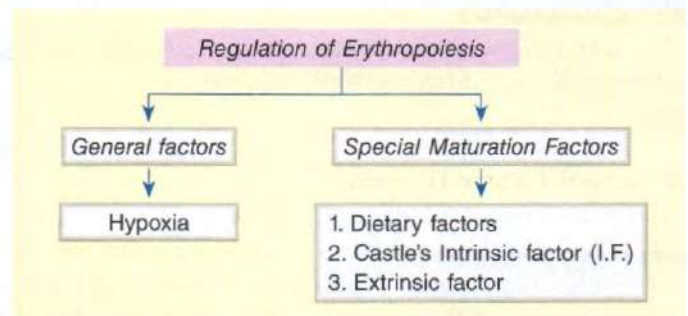 Regulation of Erythropoiesis
General factors
Special Maturation Factors
Hypoxia
1. Dietary factors
2. Castle's Intrinsic factor (I.F.)
3. Extrinsic factor